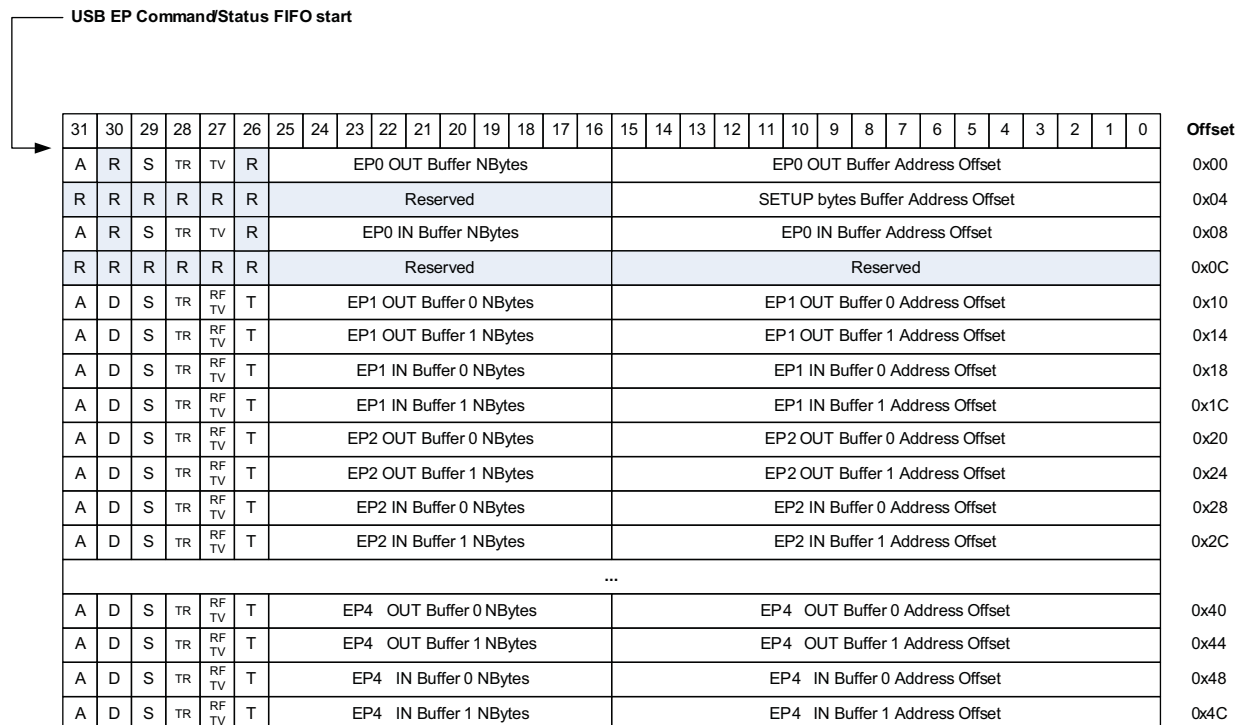 USB EP Command/Status FIFO start
31 30 29 28 27 26 25 24 23 22 21 20 19 18 17 16 15 14 13 12 11 10 9 8 7 6 5 4 3 2 1 0 Offset
A R S TR TV R EP0 OUT Buffer NBytes EP0 OUT Buffer Address Offset 0x00
R R R R R R Reserved SETUP bytes Buffer Address Offset 0x04
A R S TR TV R EP0 IN Buffer NBytes EP0 IN Buffer Address Offset 0x08
R R R R R R Reserved Reserved 0x0C
A D S TR RF TV T EP1 OUT Buffer 0 NBytes EP1 OUT Buffer 0 Address Offset 0x10
A D S TR RF TV T EP1 OUT Buffer 1 NBytes EP1 OUT Buffer 1 Address Offset 0x14
A D S TR RF TV T EP1 IN Buffer 0 NBytes EP1 IN Buffer 0 Address Offset 0x18
A D S TR RF TV T EP1 IN Buffer 1 NBytes EP1 IN Buffer 1 Address Offset 0x1C
A D S TR RF TV T EP2 OUT Buffer 0 NBytes EP2 OUT Buffer 0 Address Offset 0x20
A D S TR RF TV T EP2 OUT Buffer 1 NBytes EP2 OUT Buffer 1 Address Offset 0x24
A D S TR RF TV T EP2 IN Buffer 0 NBytes EP2 IN Buffer 0 Address Offset 0x28
A D S TR RF TV T EP2 IN Buffer 1 NBytes EP2 IN Buffer 1 Address Offset 0x2C
...
A D S TR RF TV T EP4 OUT Buffer 0 NBytes EP4 OUT Buffer 0 Address Offset 0x40
A D S TR RF TV T EP4 OUT Buffer 1 NBytes EP4 OUT Buffer 1 Address Offset 0x44
A D S TR RF TV T EP4 IN Buffer 0 NBytes EP4 IN Buffer 0 Address Offset 0x48
A D S TR RF TV T EP4 IN Buffer 1 NBytes EP4 IN Buffer 1 Address Offset 0x4C